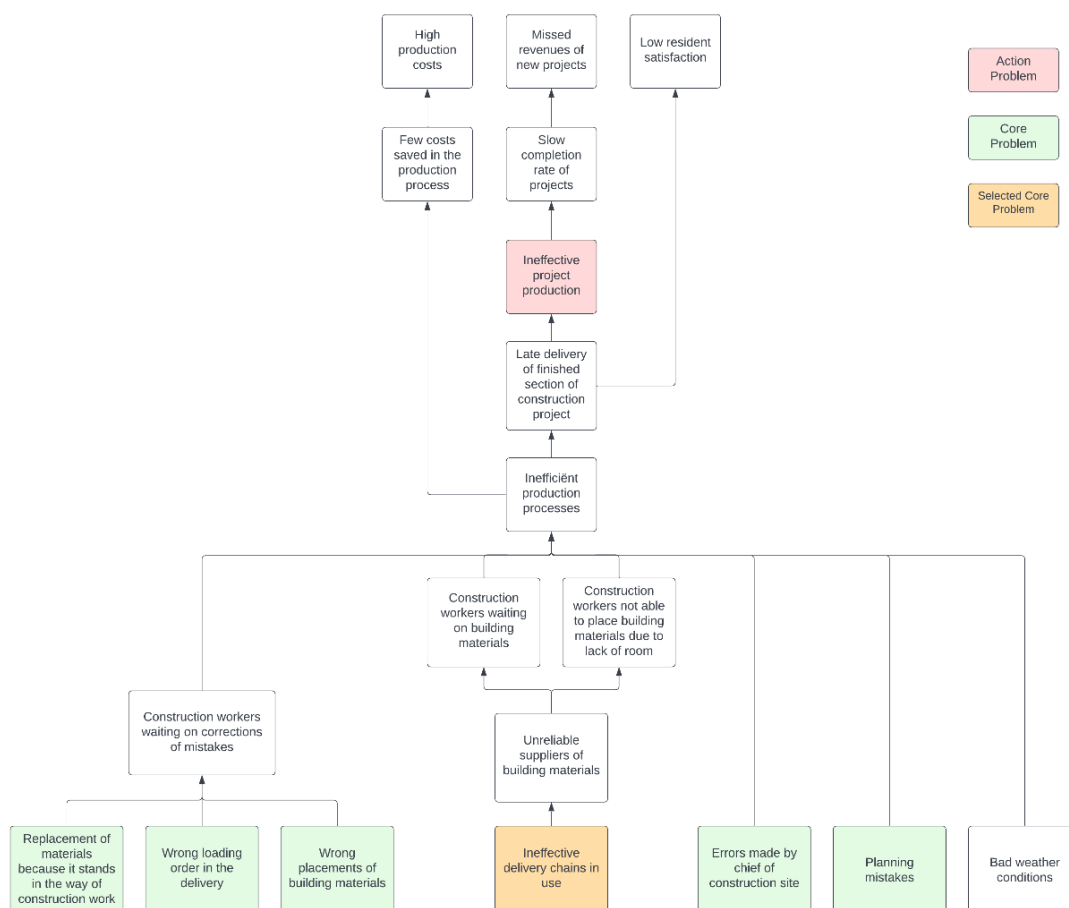 High
production
costs
Missed
revenues of
new projects
Low resident
satisfaction
Action
Problem
Core
Problem
Selected Core
Problem
Few costs
saved in the
production
process
Slow
completion
rate of
projects
Ineffective
project
production
Late delivery
of finished
section of
construction
project
Inefficiënt
production
processes
Construction
workers waiting
on building
materials
Construction
workers not able
to place building
materials due to
lack of room
Construction workers
waiting on corrections
of mistakes
Unreliable
suppliers of
building materials
Replacement of
materials
because it stands
in the way of
construction work
Wrong loading
order in the
delivery
Wrong
placements of
building materials
Ineffective
delivery chains in
use
Errors made by
chief of
construction site
Planning
mistakes
Bad weather
conditions